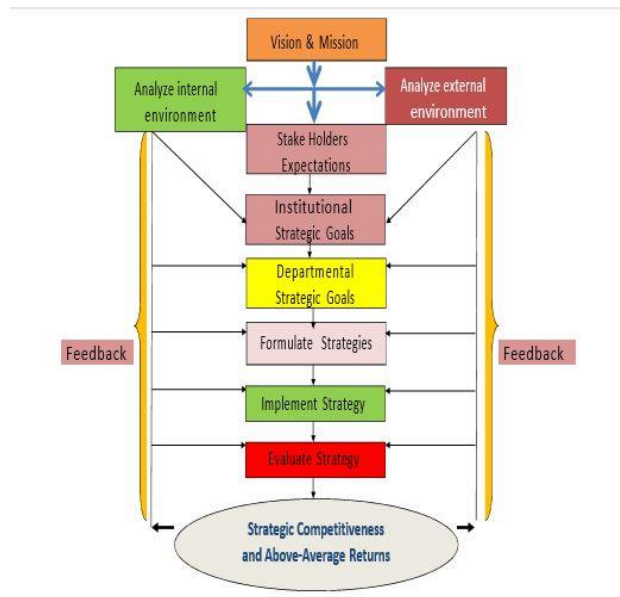 Vision & Mission
Analyze internal
environment
Analyze external
environment
Stake Holders
Expectations
Institutional
Strategic Goals
Departmental
Strategic Goals
Formulate Strategies
Feedback
Feedback
Implement Strategy
Evaluate Strategy
Strategic Competitiveness
and Above-Average Returns